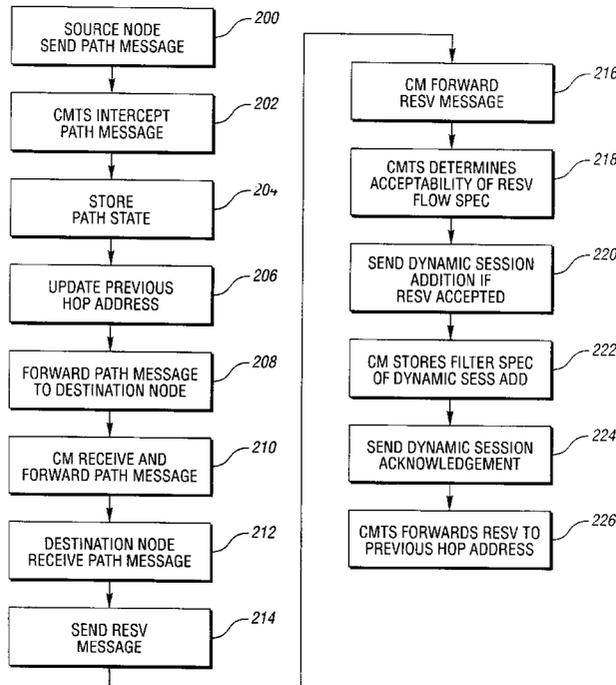 SOURCE NODE
SEND PATH MESSAGE
200
CMTS INTERCEPT
PATH MESSAGE
202
STORE
PATH STATE
204
UPDATE PREVIOUS
HOP ADDRESS
206
FORWARD PATH MESSAGE
TO DESTINATION NODE
208
CM RECEIVE AND
FORWARD PATH MESSAGE
210
DESTINATION NODE
RECEIVE PATH MESSAGE
212
SEND RESV
MESSAGE
214
CM FORWARD
RESV MESSAGE
216
CMTS DETERMINES
ACCEPTABILITY OF RESV
FLOW SPEC
218
SEND DYNAMIC SESSION
ADDITION IF
RESV ACCEPTED
220
CM STORES FILTER SPEC
OF DYNAMIC SESS ADD
222
SEND DYNAMIC SESSION
ACKNOWLEDGEMENT
224
CMTS FORWARDS RESV TO
PREVIOUS HOP ADDRESS
226